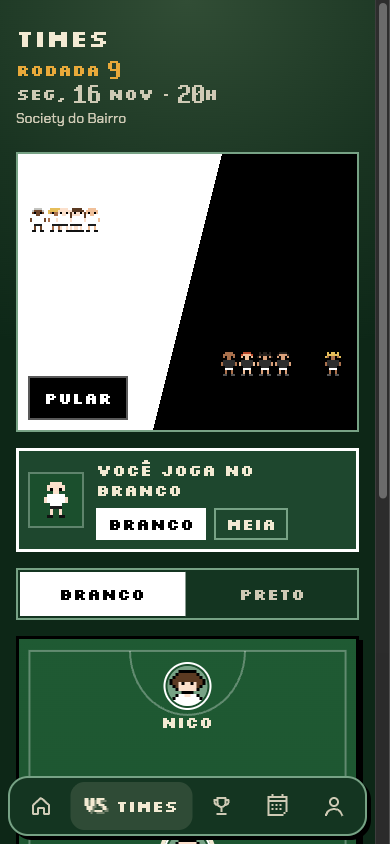 TIMES
RODADA 9
SEG, 16 NOV · 20H
Society do Bairro
PULAR
VOCÊ JOGA NO
BRANCO
BRANCO MEIA
BRANCO PRETO
NICO
VS TIMES